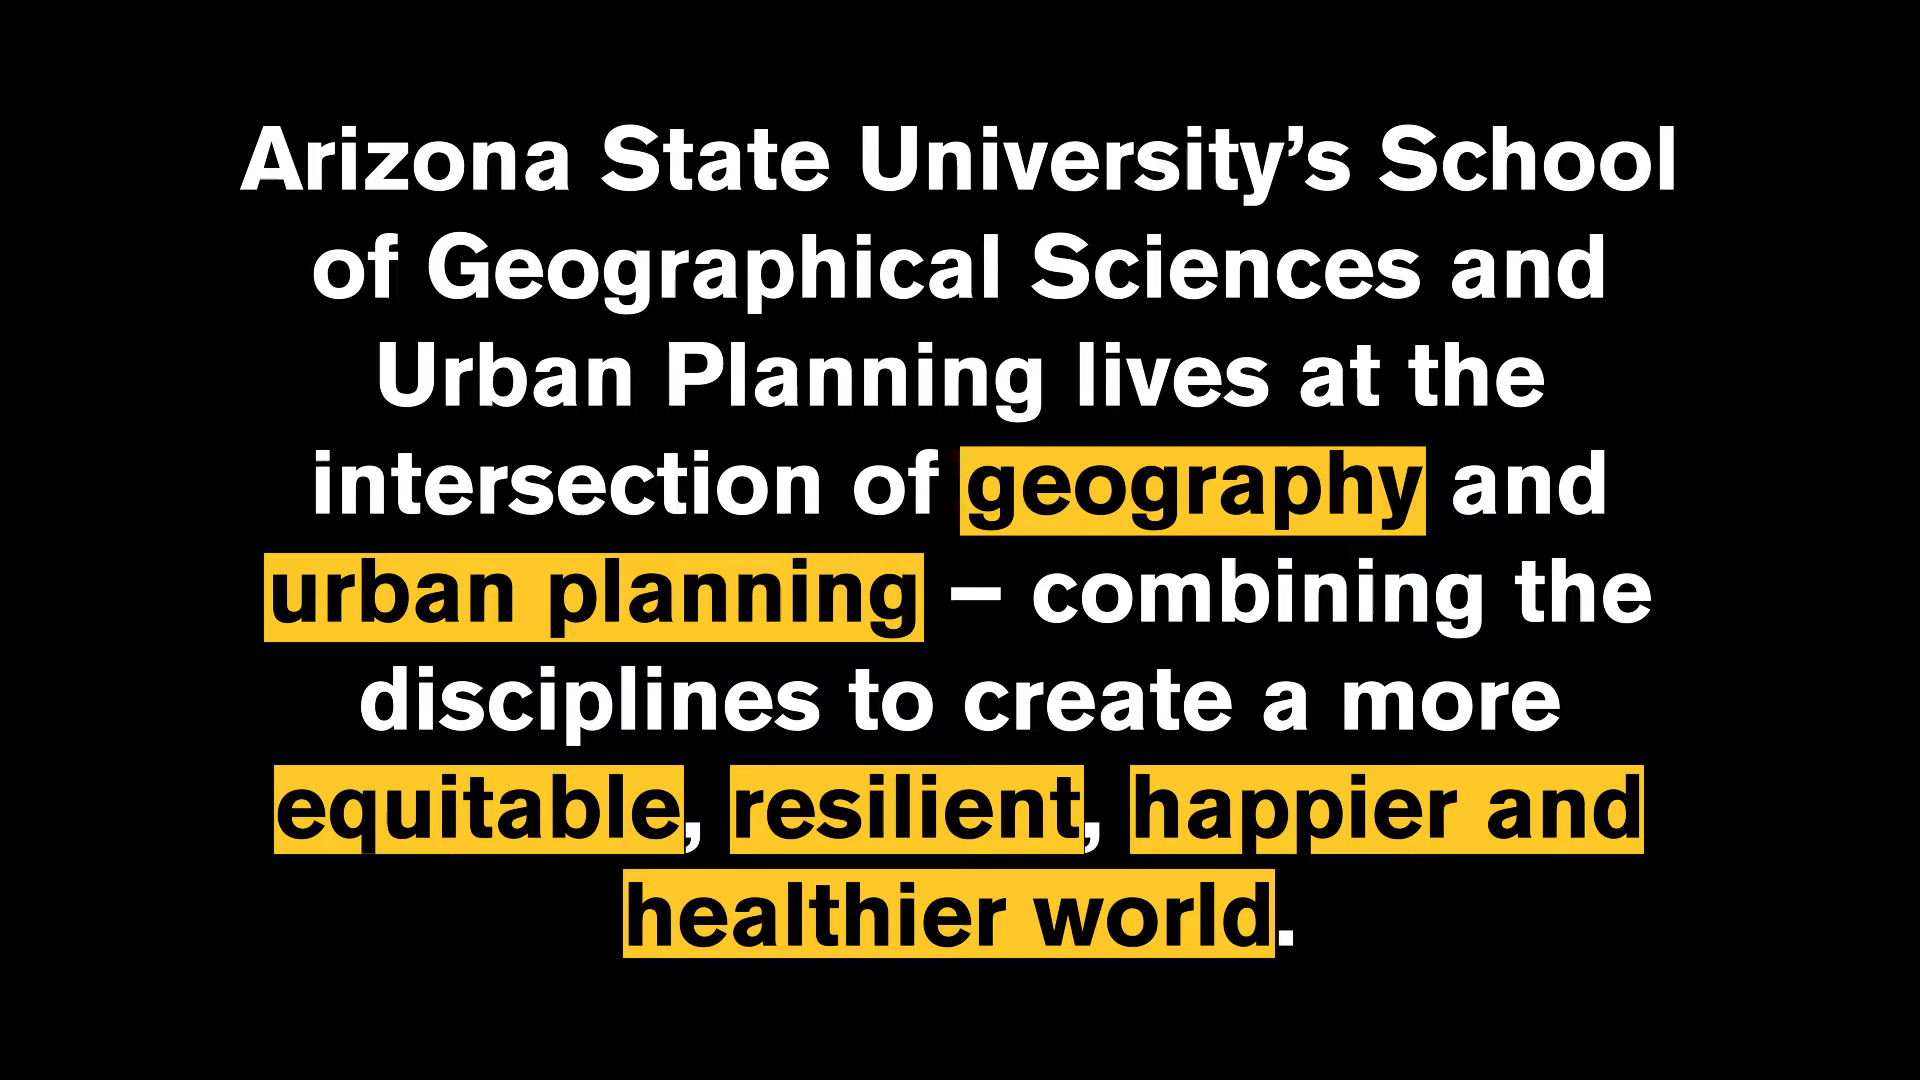 Arizona State University’s School
of Geographical Sciences and
Urban Planning lives at the
intersection of geography and
urban planning – combining the
disciplines to create a more
equitable, resilient, happier and
healthier world.